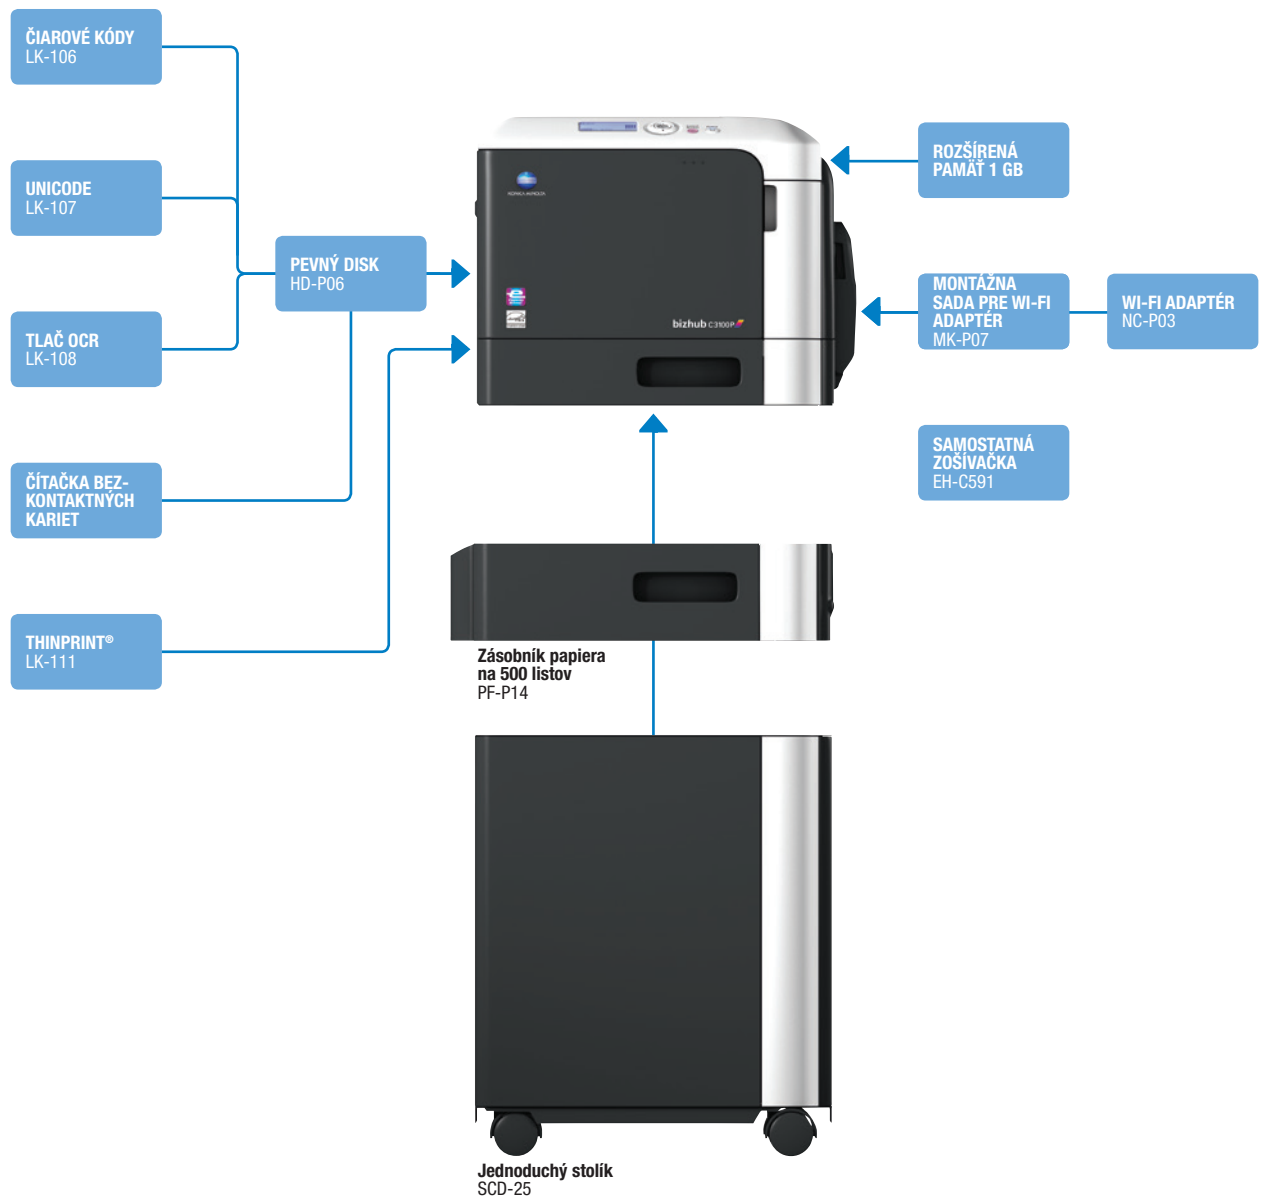 ČIAROVÉ KÓDY
LK-106
UNICODE
LK-107
TLAČ OCR
LK-108
ČÍTAČKA BEZ-
KONTAKTNÝCH
KARIET
THINPRINT®
LK-111
PEVNÝ DISK
HD-P06
KONICA MINOLTA
bizhub C3100P
ROZŠÍRENÁ
PAMÄŤ 1 GB
MONTÁŽNA
SADA PRE WI-FI
ADAPTÉR
MK-P07
WI-FI ADAPTÉR
NC-P03
SAMOSTATNÁ
ZOŠÍVAČKA
EH-C591
Zásobník papiera
na 500 listov
PF-P14
Jednoduchý stolík
SCD-25